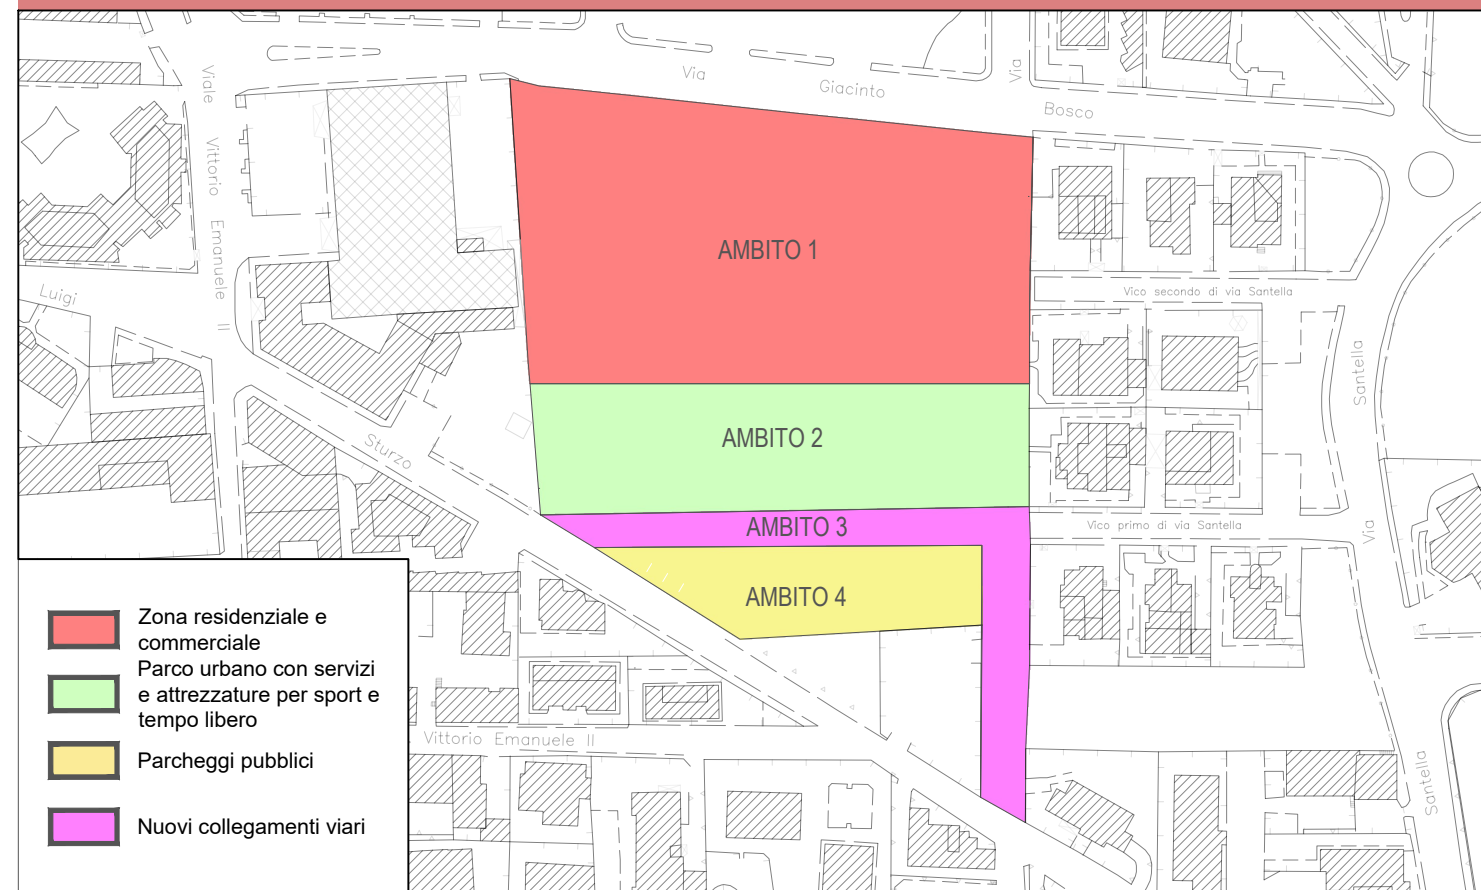 Via
Giacinto
Bosco
Via
Viale
Vittorio
Emanuele
II
Luigi
Sturzo
AMBITO 1
AMBITO 2
AMBITO 3
AMBITO 4
Vico secondo di via Santella
Santella
Vico primo di via Santella
Via
Santella
Vittorio Emanuele II
Zona residenziale e
commerciale
Parco urbano con servizi
e attrezzature per sport e
tempo libero
Parcheggi pubblici
Nuovi collegamenti viari